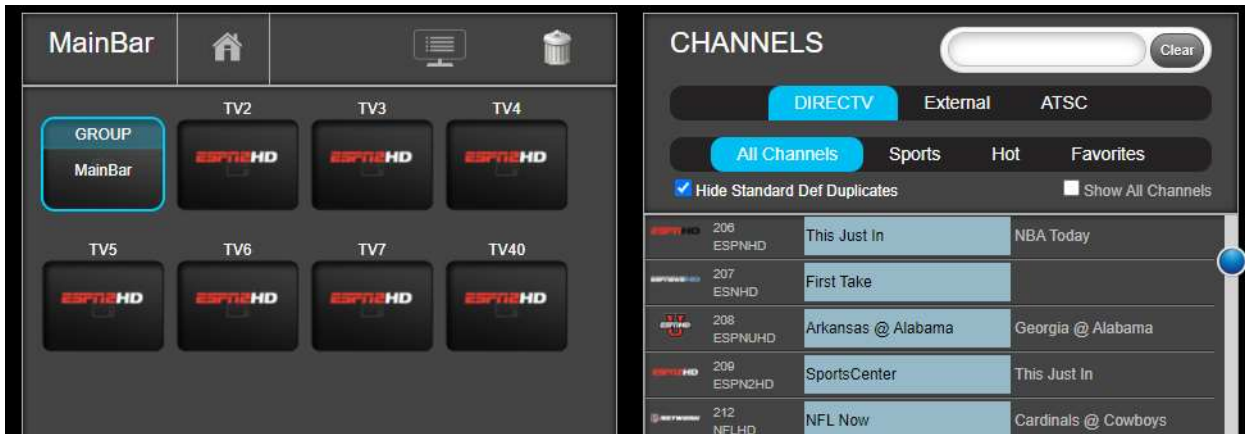 MainBar
TV2 TV3 TV4
GROUP
MainBar
ESPN2HD ESPN2HD ESPN2HD
TV5 TV6 TV7 TV40
ESPN2HD ESPN2HD ESPN2HD ESPN2HD
CHANNELS Clear
DIRECTV External ATSC
All Channels Sports Hot Favorites
Hide Standard Def Duplicates Show All Channels
206
ESPNHD This Just In NBA Today
207
ESNHD First Take
208
ESPNUHD Arkansas @ Alabama Georgia @ Alabama
209
ESPN2HD SportsCenter This Just In
212
NFLHD NFL Now Cardinals @ Cowboys